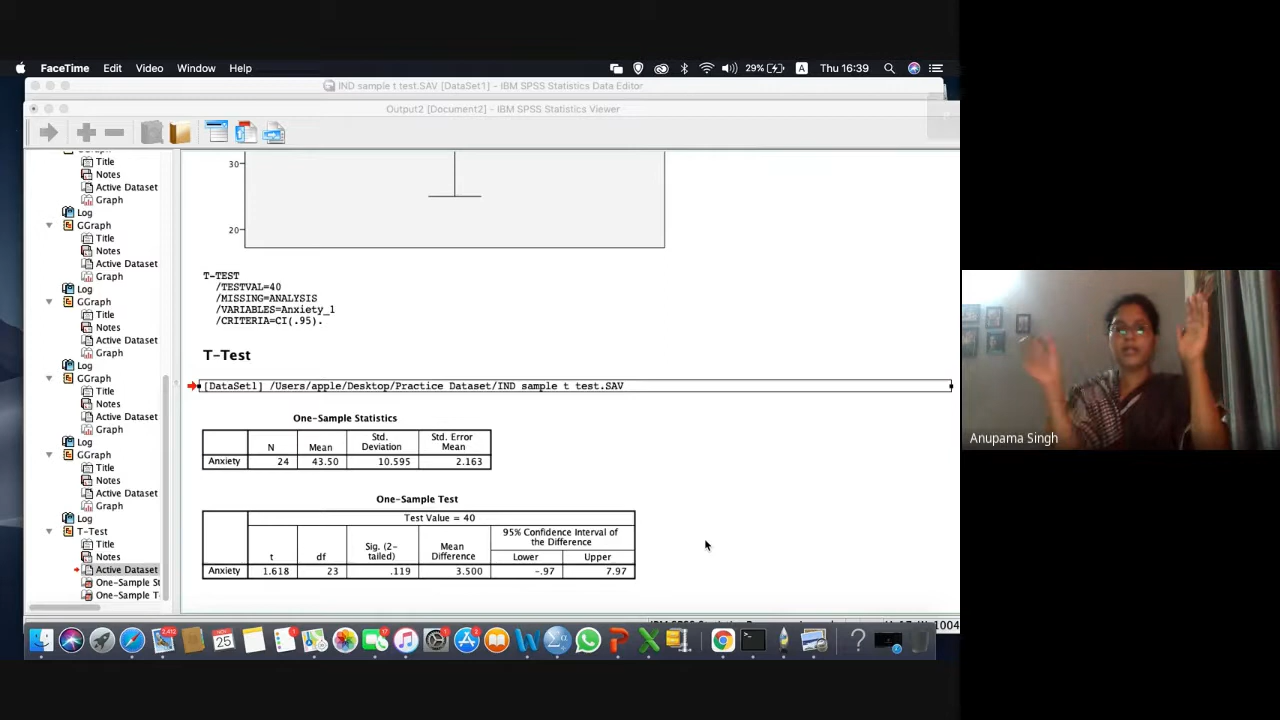 FaceTime Edit Video Window Help 29% A Thu 16:39
IND sample t test.SAV [DataSet1] - IBM SPSS Statistics Data Editor
Output2 [Document2] - IBM SPSS Statistics Viewer
Title
Notes
Active Dataset
Graph
Log
GGraph
Title
Notes
Active Dataset
Graph
Log
GGraph
Title
Notes
Active Dataset
Graph
Log
GGraph
Title
Notes
Active Dataset
Graph
Log
GGraph
Title
Notes
Active Dataset
Graph
Log
T-Test
Title
Notes
Active Dataset
One-Sample St
One-Sample T
30
20
T-TEST
/TESTVAL=40
/MISSING=ANALYSIS
/VARIABLES=Anxiety_1
/CRITERIA=CI(.95).
T-Test
[DataSet1] /Users/apple/Desktop/Practice Dataset/IND sample t test.SAV
One-Sample Statistics
N Mean Std. Deviation Std. Error Mean
Anxiety 24 43.50 10.595 2.163
One-Sample Test
Test Value = 40
95% Confidence Interval of the Difference
t df Sig. (2-tailed) Mean Difference Lower Upper
Anxiety 1.618 23 .119 3.500 -.97 7.97
Anupama Singh
2,412
NOV
25